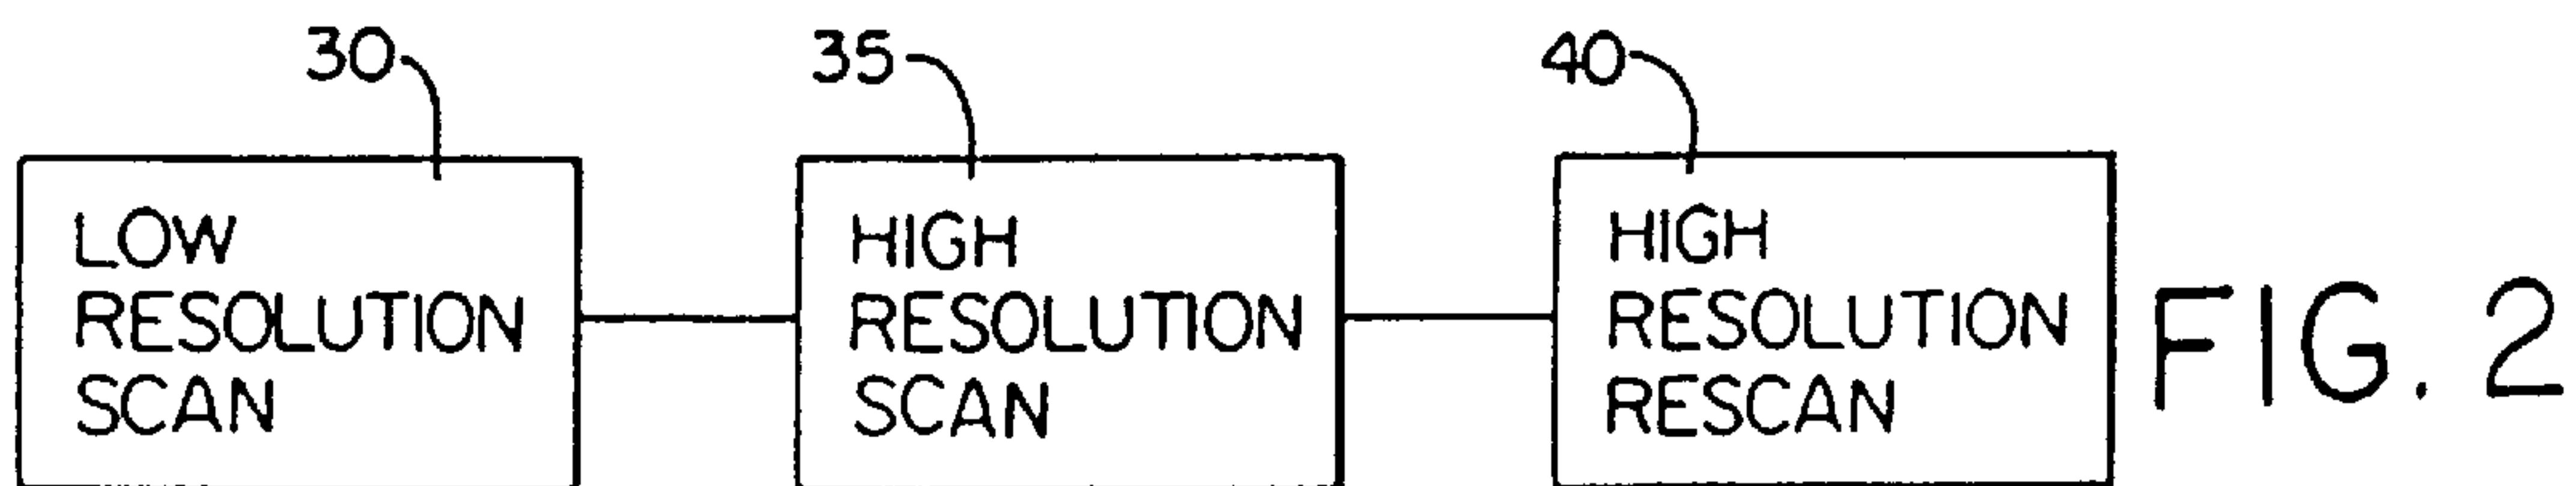 30
35
40
LOW
RESOLUTION
SCAN
HIGH
RESOLUTION
SCAN
HIGH
RESOLUTION
RESCAN
FIG. 2